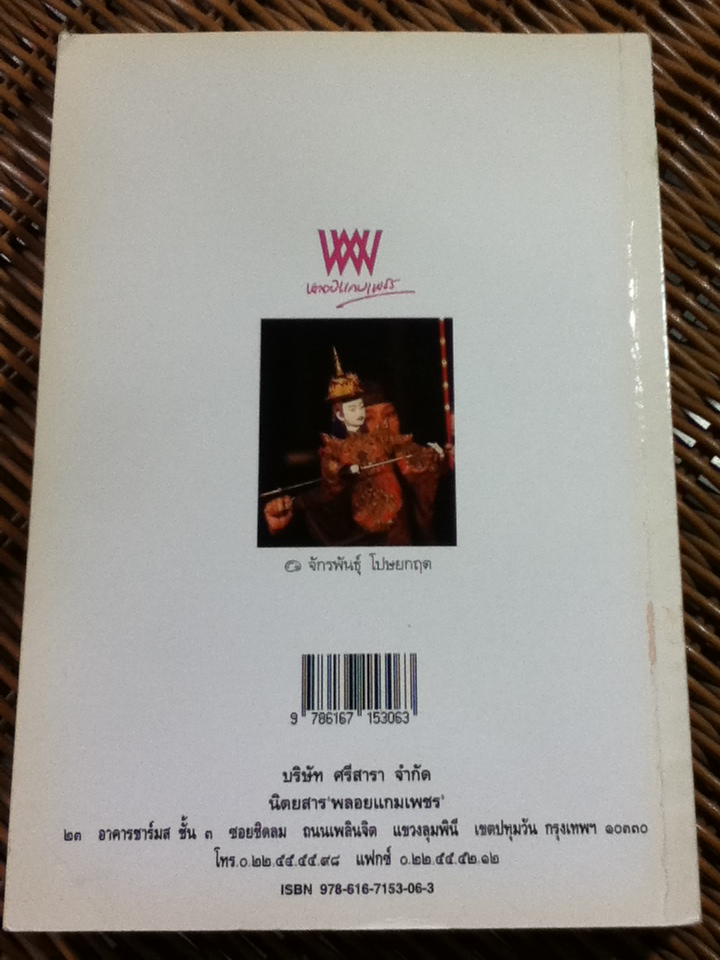 พลอยแกมเพชร
๏ จักรพันธุ์ โปษยกฤต
9 786167 153063
บริษัท ศรีสารา จำกัด
นิตยสาร'พลอยแกมเพชร'
๒๓ อาคารชาร์มส ชั้น ๓ ซอยชิดลม ถนนเพลินจิต แขวงลุมพินี เขตปทุมวัน กรุงเทพฯ ๑๐๓๓๐
โทร.๐.๒๒.๕๕.๕๕.๙๘ แฟกซ์ ๐.๒๒.๕๕.๕๒.๑๒
ISBN 978-616-7153-06-3